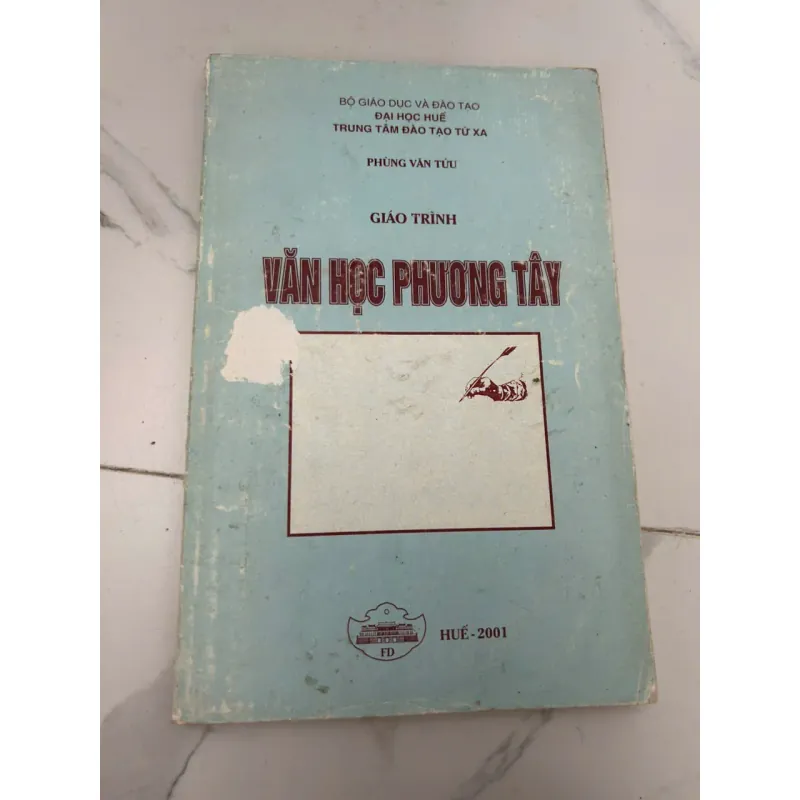 BỘ GIÁO DỤC VÀ ĐÀO TẠO
ĐẠI HỌC HUẾ
TRUNG TÂM ĐÀO TẠO TỪ XA
PHÙNG VĂN TỬU
GIÁO TRÌNH
VĂN HỌC PHƯƠNG TÂY
FD
HUẾ - 2001